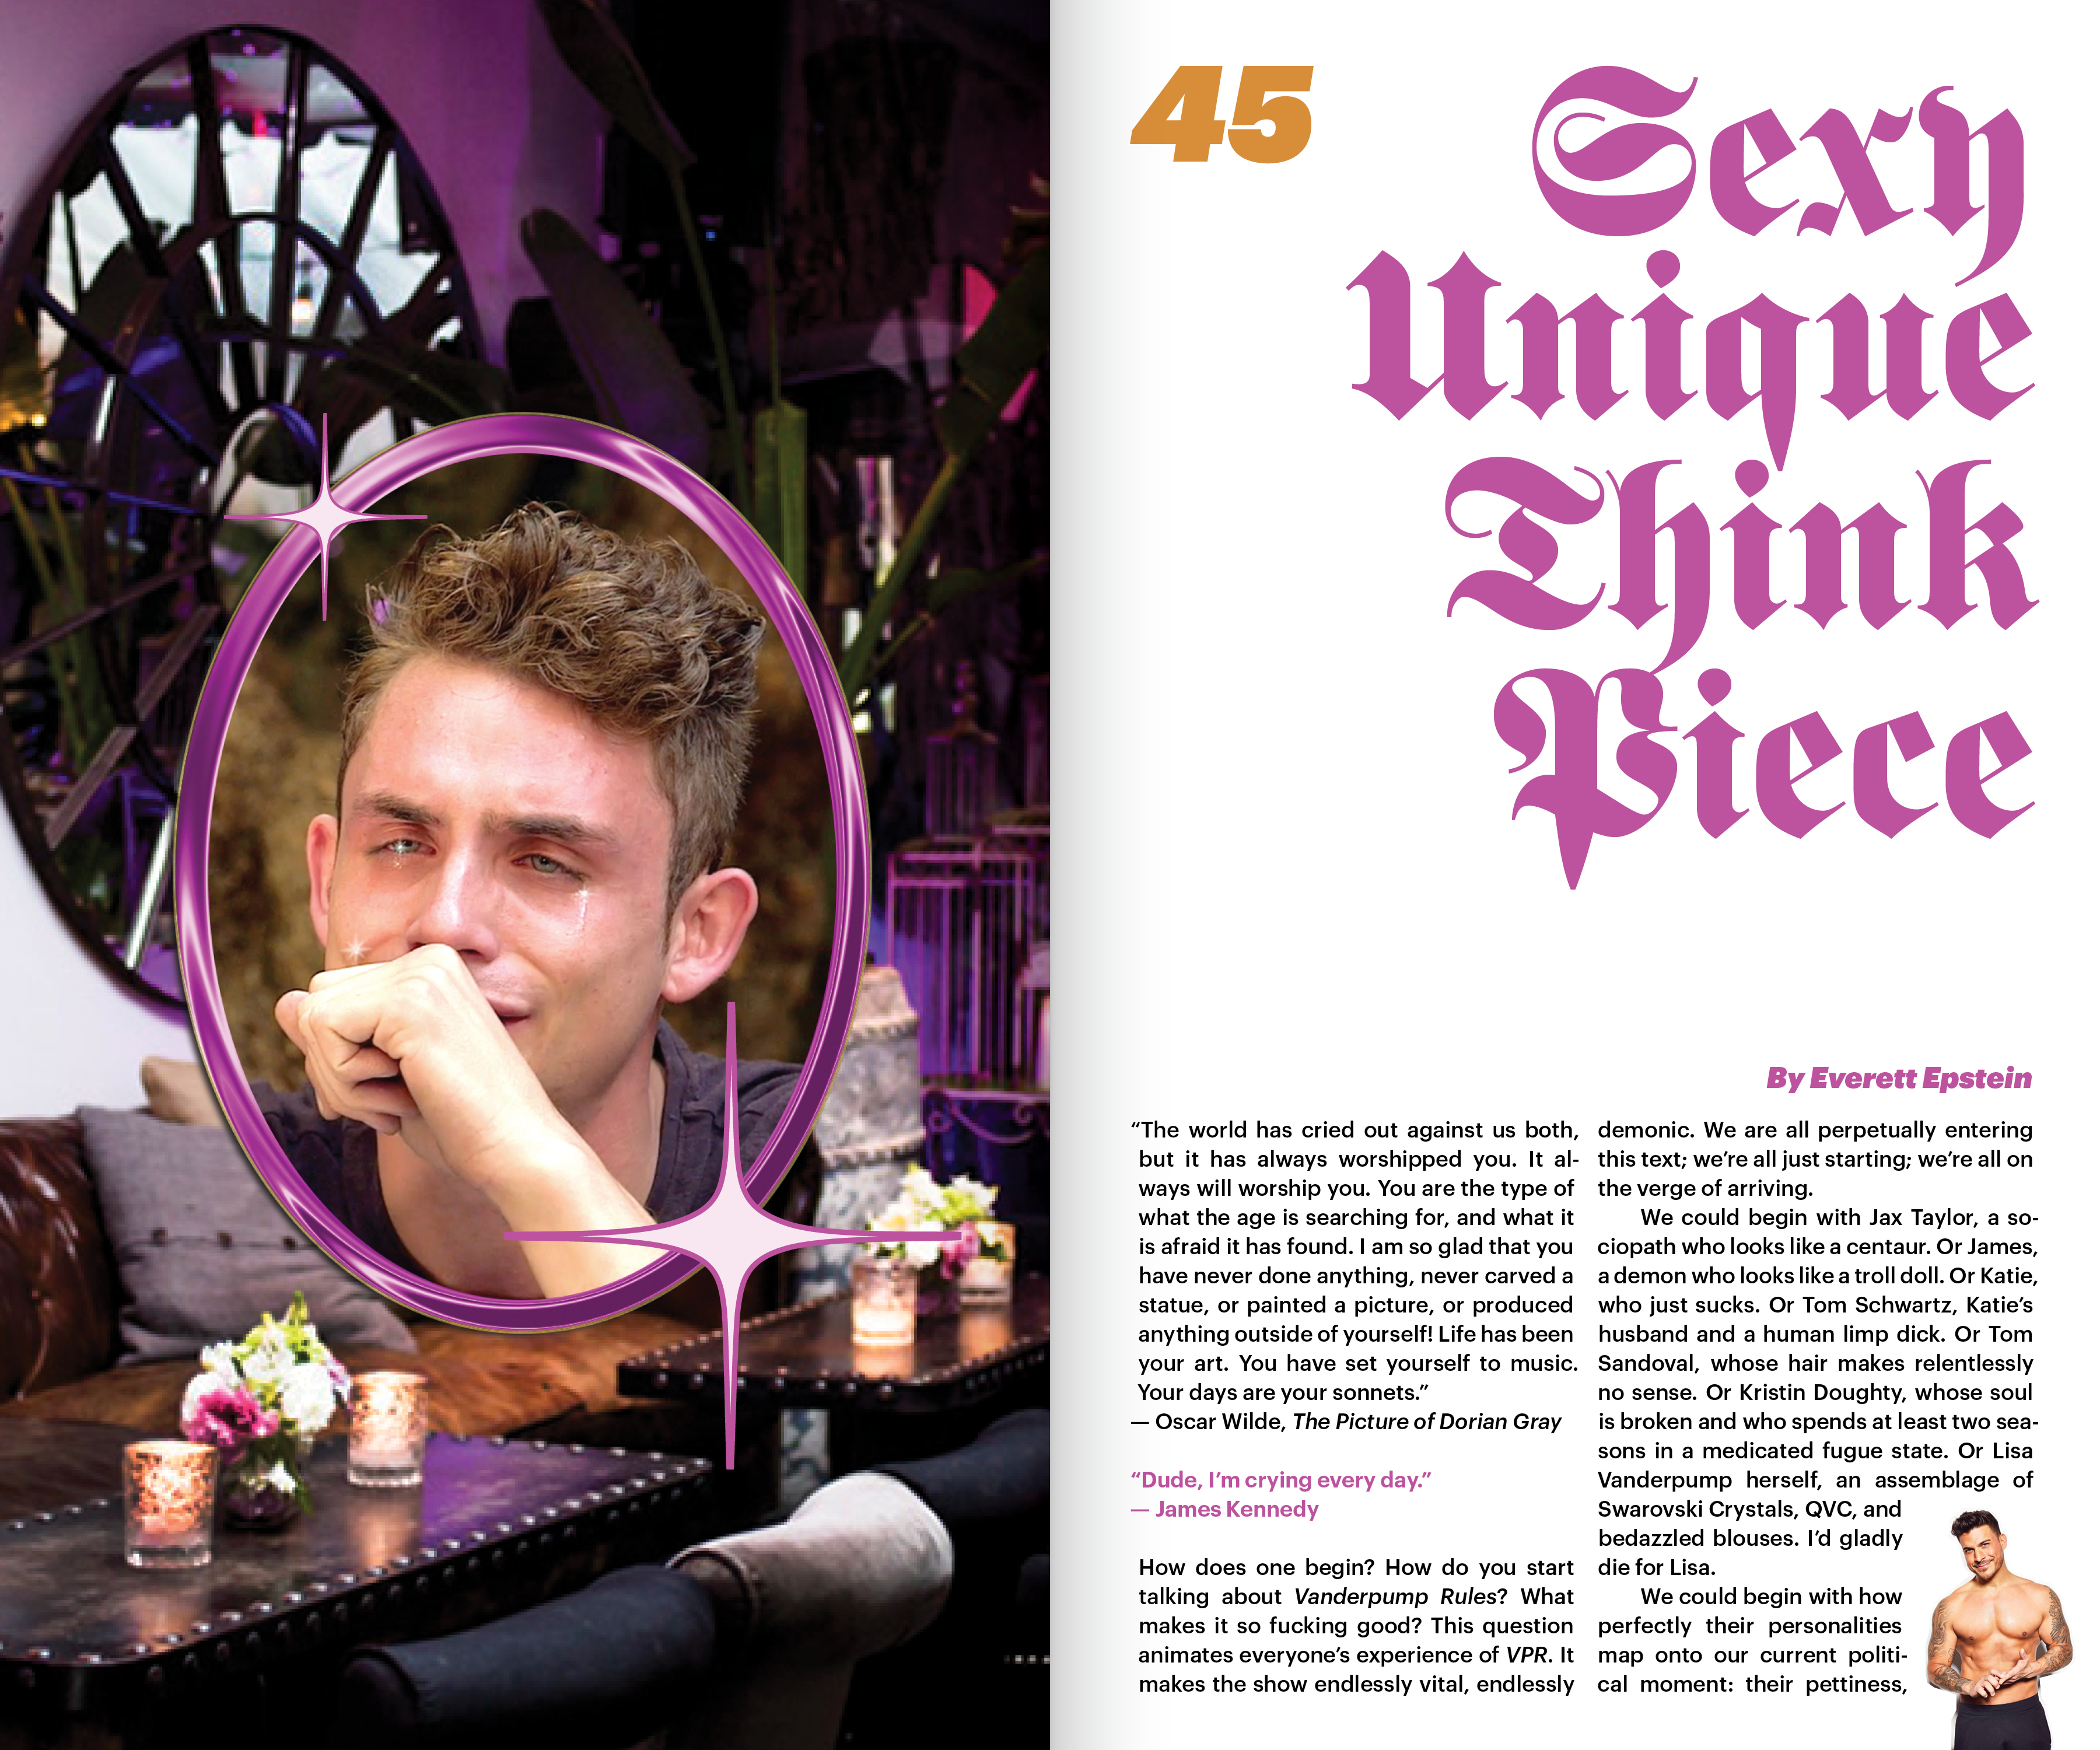 45
Sexy
Unique
Think
Piece
By Everett Epstein
“The world has cried out against us both,
but it has always worshipped you. It al-
ways will worship you. You are the type of
what the age is searching for, and what it
is afraid it has found. I am so glad that you
have never done anything, never carved a
statue, or painted a picture, or produced
anything outside of yourself! Life has been
your art. You have set yourself to music.
Your days are your sonnets.”
— Oscar Wilde, The Picture of Dorian Gray
“Dude, I’m crying every day.”
— James Kennedy
How does one begin? How do you start
talking about Vanderpump Rules? What
makes it so fucking good? This question
animates everyone’s experience of VPR. It
makes the show endlessly vital, endlessly
demonic. We are all perpetually entering
this text; we’re all just starting; we’re all on
the verge of arriving.
We could begin with Jax Taylor, a so-
ciopath who looks like a centaur. Or James,
a demon who looks like a troll doll. Or Katie,
who just sucks. Or Tom Schwartz, Katie’s
husband and a human limp dick. Or Tom
Sandoval, whose hair makes relentlessly
no sense. Or Kristin Doughty, whose soul
is broken and who spends at least two sea-
sons in a medicated fugue state. Or Lisa
Vanderpump herself, an assemblage of
Swarovski Crystals, QVC, and
bedazzled blouses. I’d gladly
die for Lisa.
We could begin with how
perfectly their personalities
map onto our current politi-
cal moment: their pettiness,